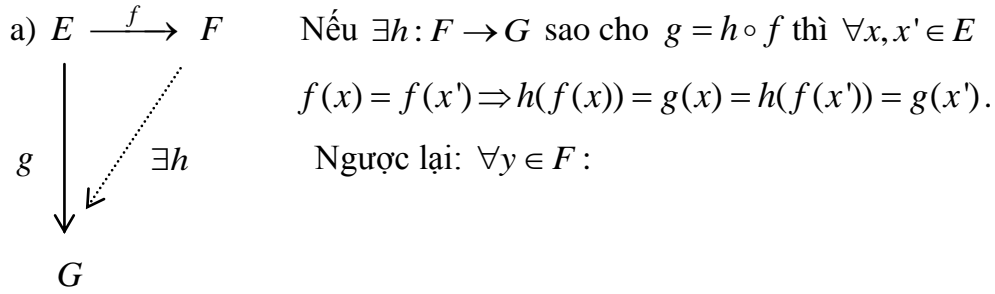 a) E —f→ F Nếu ∃h : F → G sao cho g = h ∘ f thì ∀x, x' ∈ E
f(x) = f(x') ⇒ h(f(x)) = g(x) = h(f(x')) = g(x').
g ∃h Ngược lại: ∀y ∈ F :
G